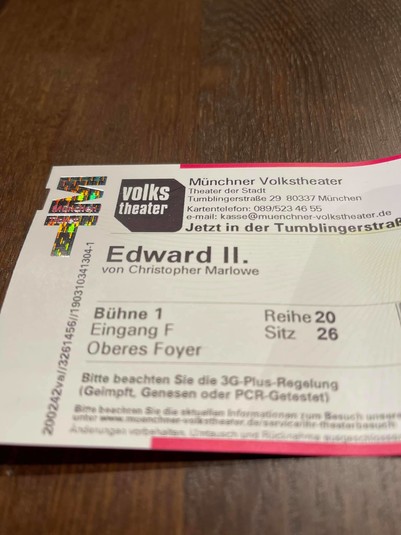 volks
theater
Münchner Volkstheater
Theater der Stadt
Tumblingerstraße 29 80337 München
Kartentelefon: 089/523 46 55
e-mail: kasse@muenchner-volkstheater.de
Jetzt in der Tumblingerstraß
Edward II.
von Christopher Marlowe
Bühne 1
Reihe 20
Eingang F
Sitz 26
Oberes Foyer
Bitte beachten Sie die 3G-Plus-Regelung
(Geimpft, Genesen oder PCR-Getestet)
Bitte beachten Sie die aktuellen Informationen zum Besuch unsere
unter www.muenchner-volkstheater.de/service/ihr-theaterbesuch
Änderungen vorbehalten, Umtausch und Rücknahme ausgeschlossen
200242va//3261456//190310341304-1